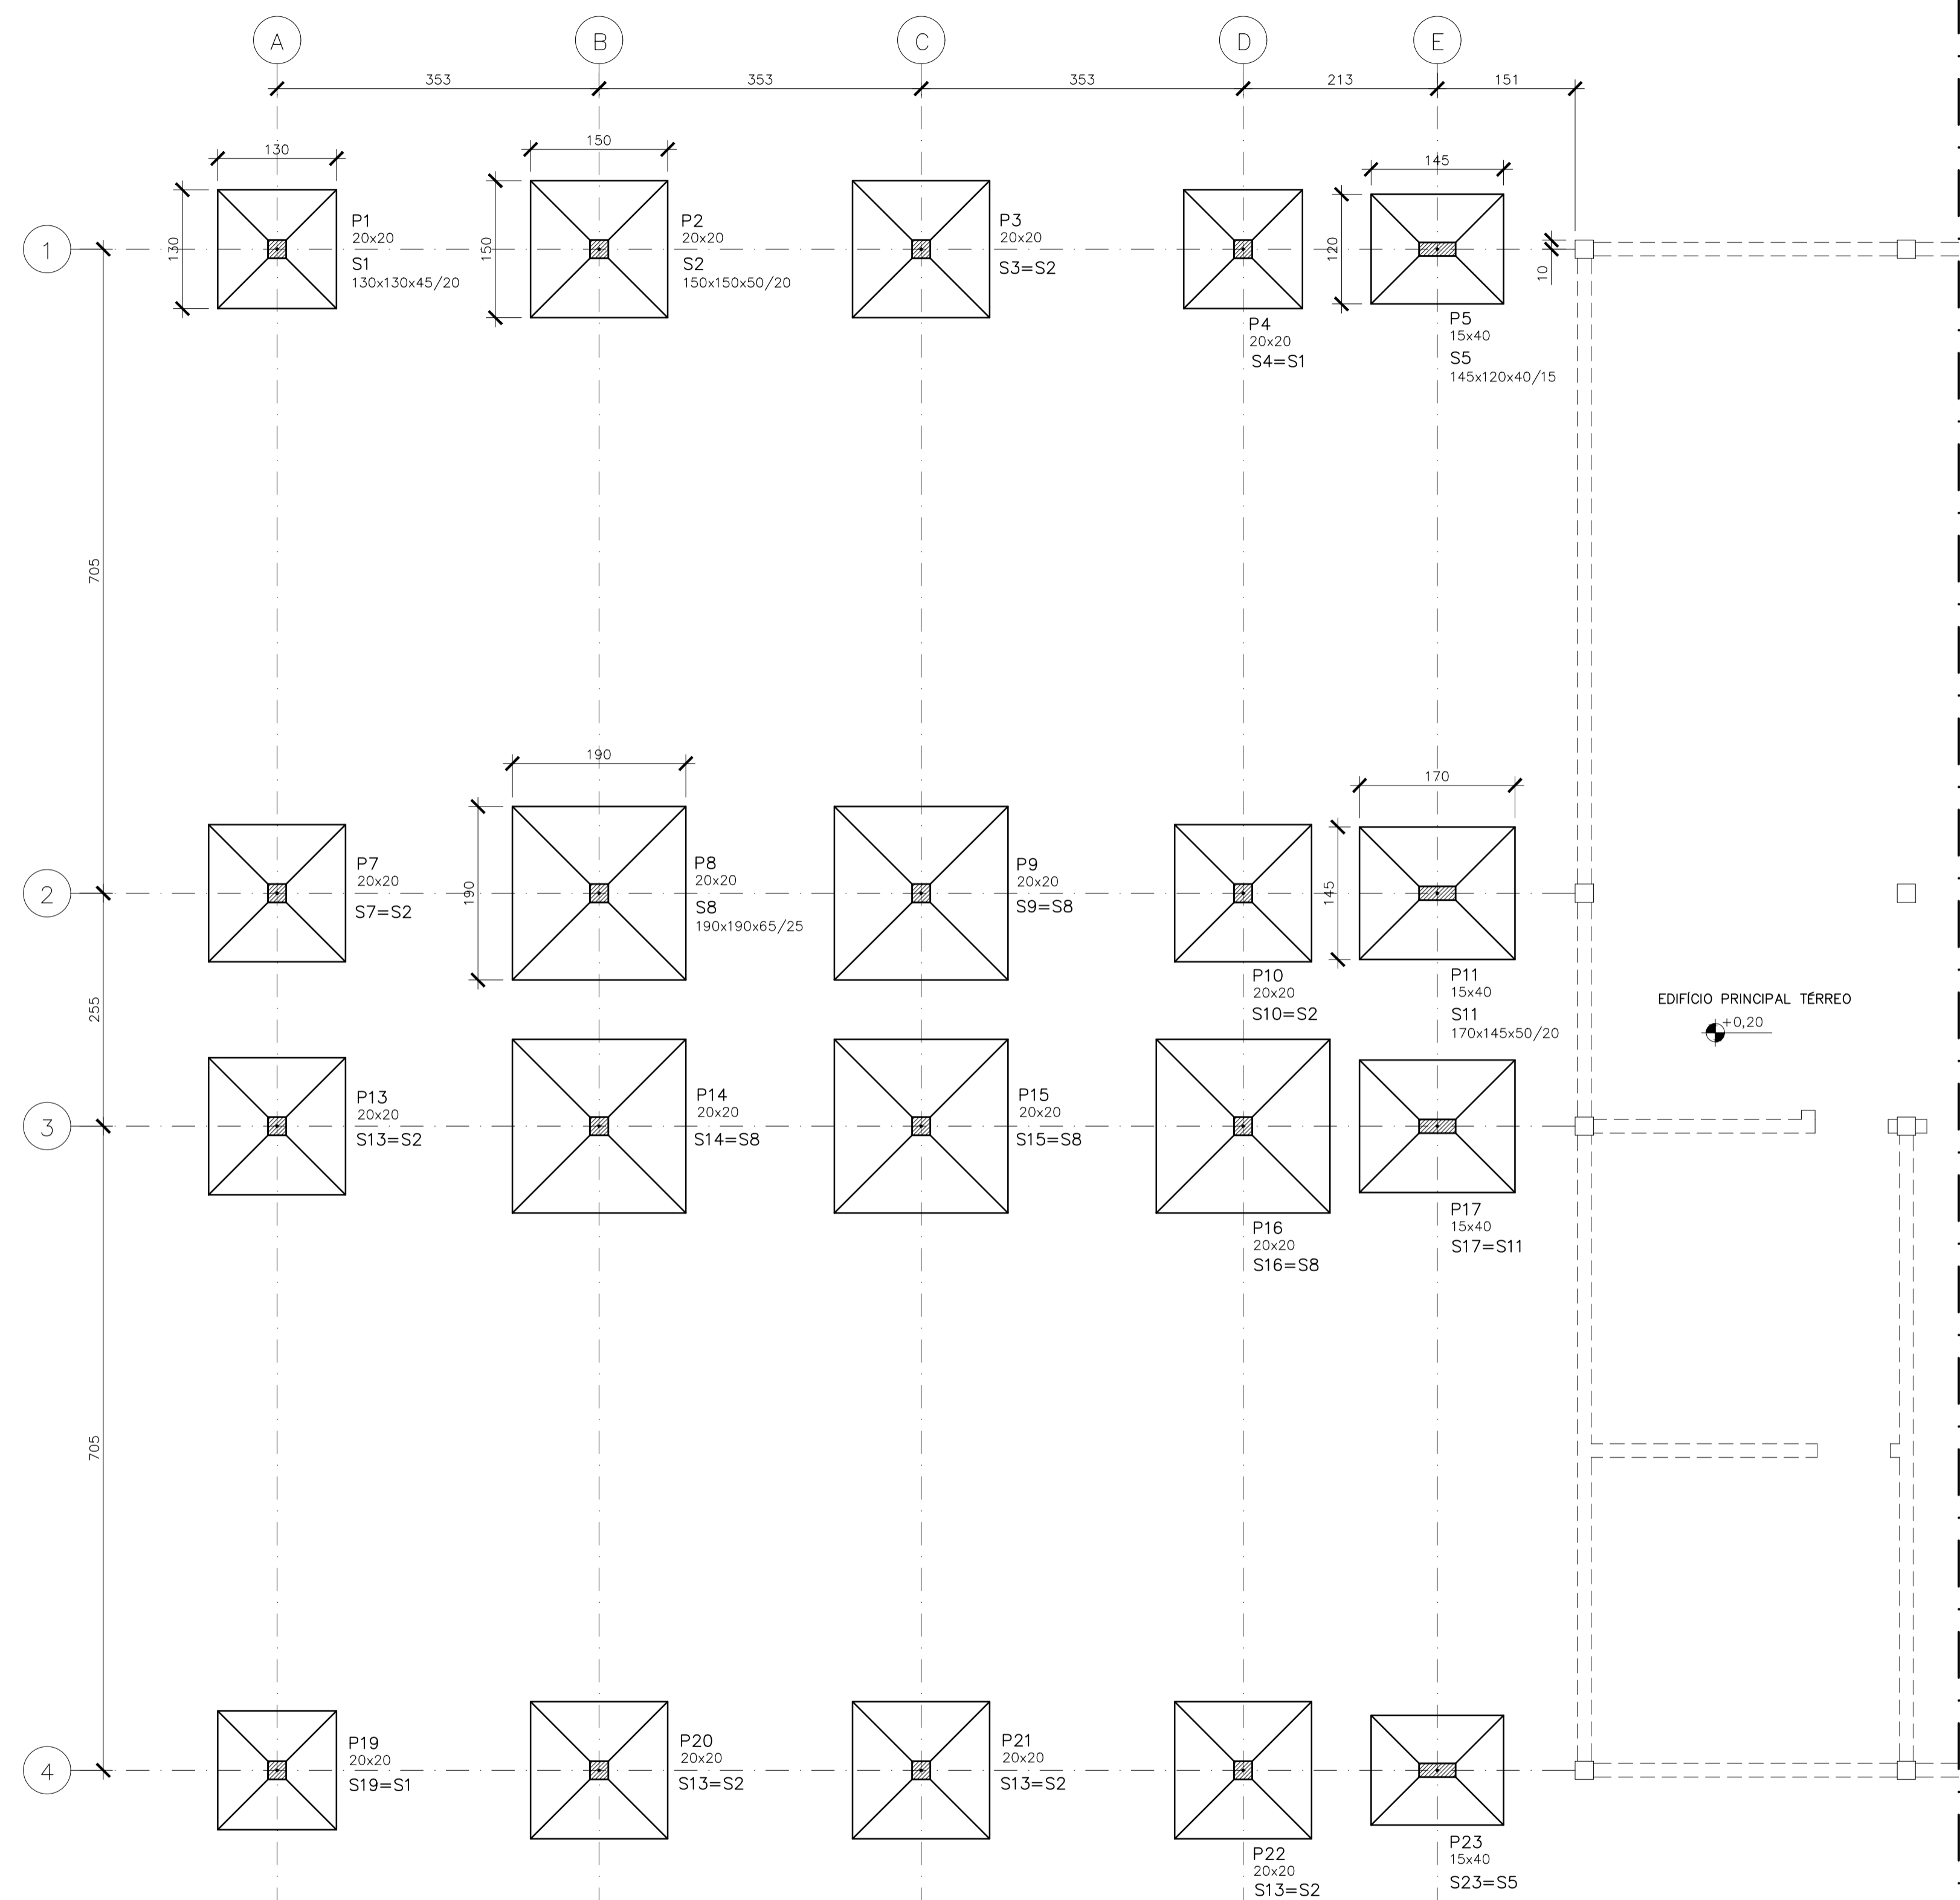 A
B
C
D
E
353
353
353
213
151
130
150
145
1
130
150
120
10
P1
20x20
S1
130x130x45/20
P2
20x20
S2
150x150x50/20
P3
20x20
S3=S2
P4
20x20
S4=S1
P5
15x40
S5
145x120x40/15
705
190
170
2
190
145
P7
20x20
S7=S2
P8
20x20
S8
190x190x65/25
P9
20x20
S9=S8
P10
20x20
S10=S2
P11
15x40
S11
170x145x50/20
255
EDIFÍCIO PRINCIPAL TÉRREO
+0,20
3
P13
20x20
S13=S2
P14
20x20
S14=S8
P15
20x20
S15=S8
P16
20x20
S16=S8
P17
15x40
S17=S11
705
4
P19
20x20
S19=S1
P20
20x20
S13=S2
P21
20x20
S13=S2
P22
20x20
S13=S2
P23
15x40
S23=S5